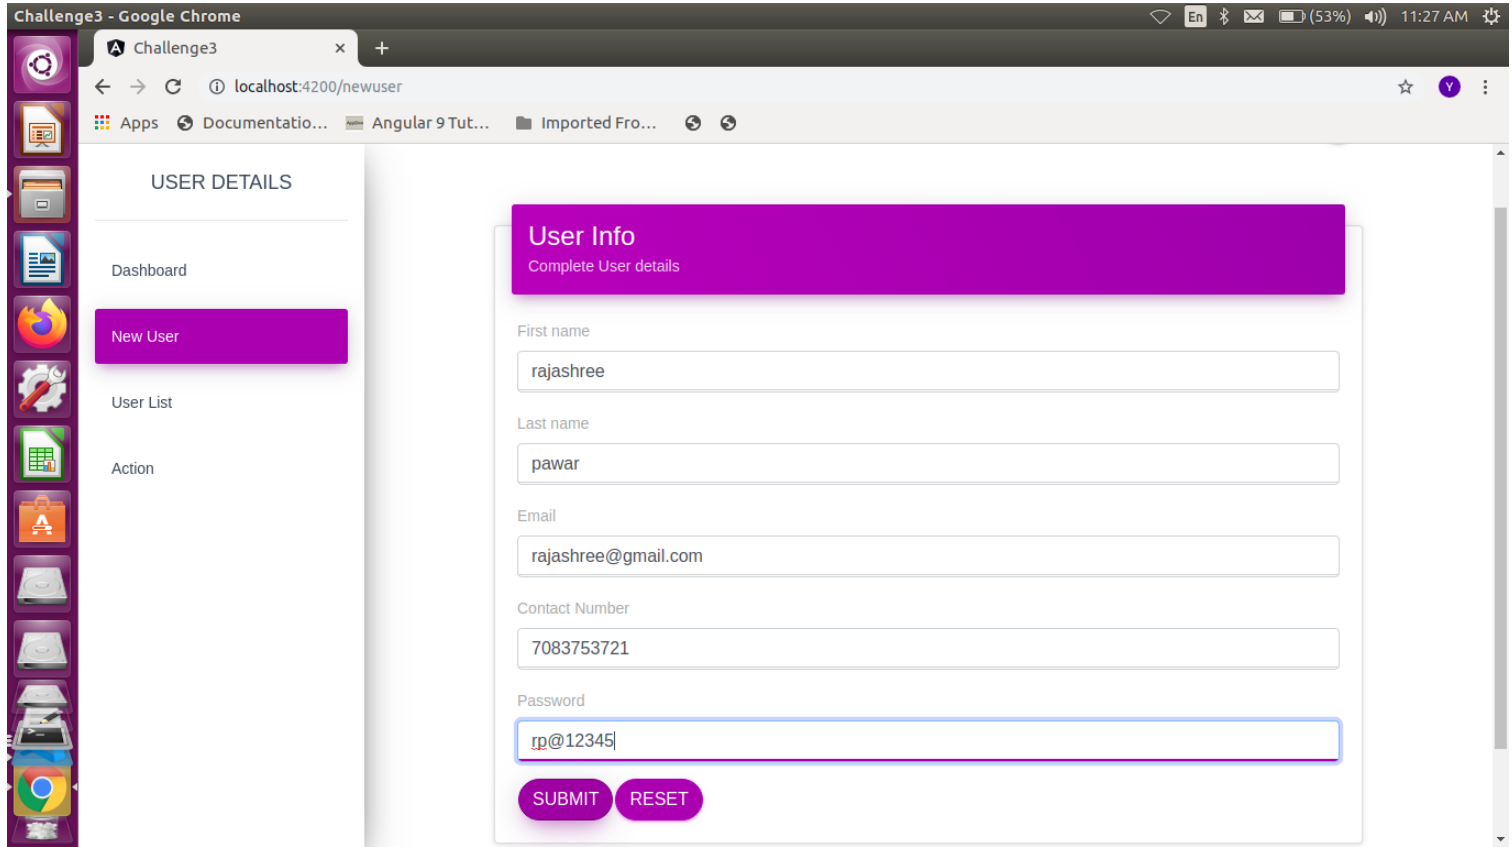 Challenge3 - Google Chrome
En (53%) 11:27 AM
Challenge3
localhost:4200/newuser Y
Apps Documentatio... Angular 9 Tut... Imported Fro...
USER DETAILS
Dashboard
New User
User List
Action
User Info
Complete User details
First name
rajashree
Last name
pawar
Email
rajashree@gmail.com
Contact Number
7083753721
Password
rp@12345
SUBMIT RESET